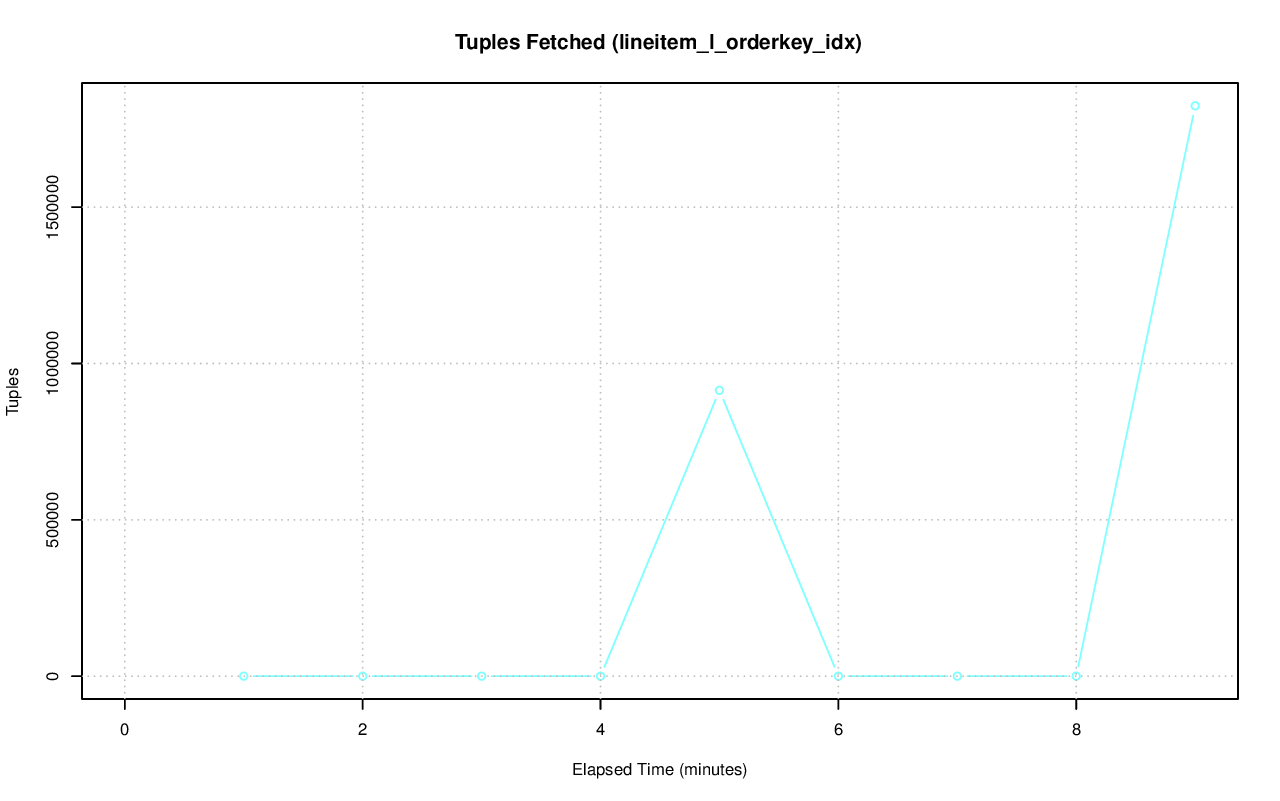 Tuples Fetched (lineitem_l_orderkey_idx)
Tuples
1500000
1000000
500000
0
0 2 4 6 8
Elapsed Time (minutes)